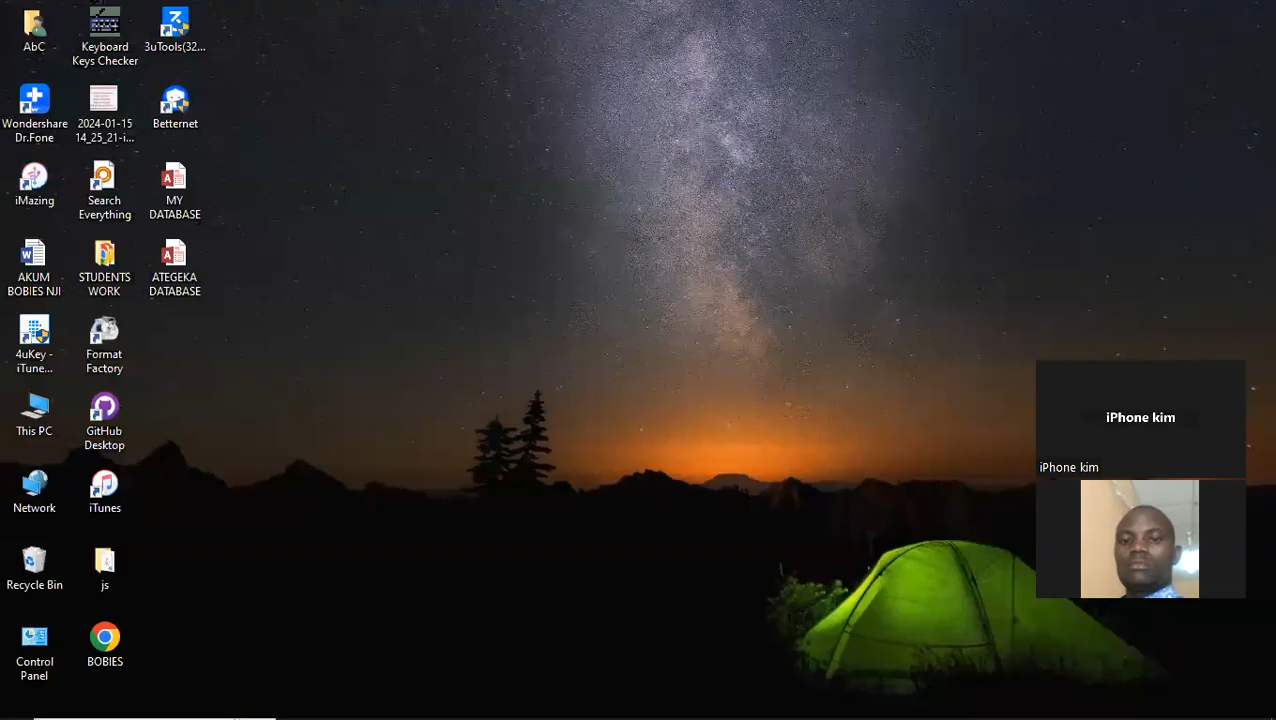 AbC
Keyboard
Keys Checker
3uTools(32...
Wondershare
Dr.Fone
2024-01-15
14_25_21-i...
Betternet
iMazing
Search
Everything
MY
DATABASE
AKUM
BOBIES NJI
STUDENTS
WORK
ATEGEKA
DATABASE
4uKey -
iTune...
Format
Factory
This PC
GitHub
Desktop
Network
iTunes
Recycle Bin
js
Control
Panel
BOBIES
iPhone kim
iPhone kim